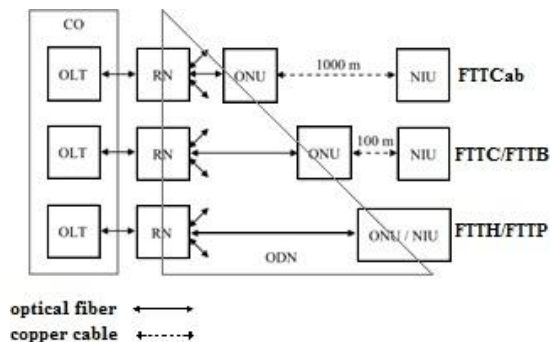 CO
1000 m
OLT RN ONU NIU FTTCab
100 m
OLT RN ONU NIU FTTC/FTTB
OLT RN ONU / NIU FTTH/FTTP
ODN
optical fiber
copper cable